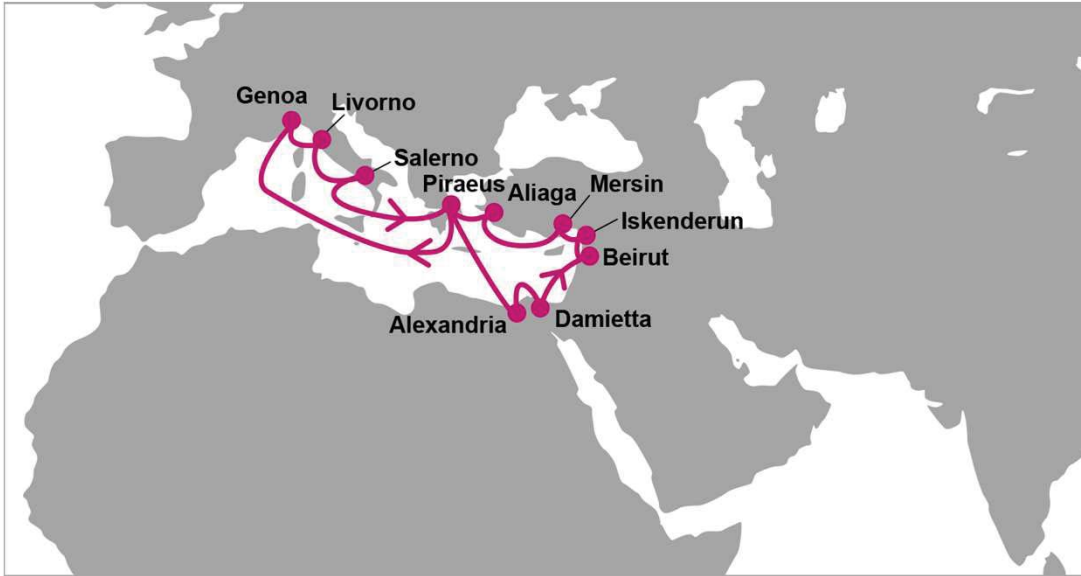 Genoa
Livorno
Salerno
Piraeus
Aliaga
Mersin
Iskenderun
Beirut
Alexandria
Damietta